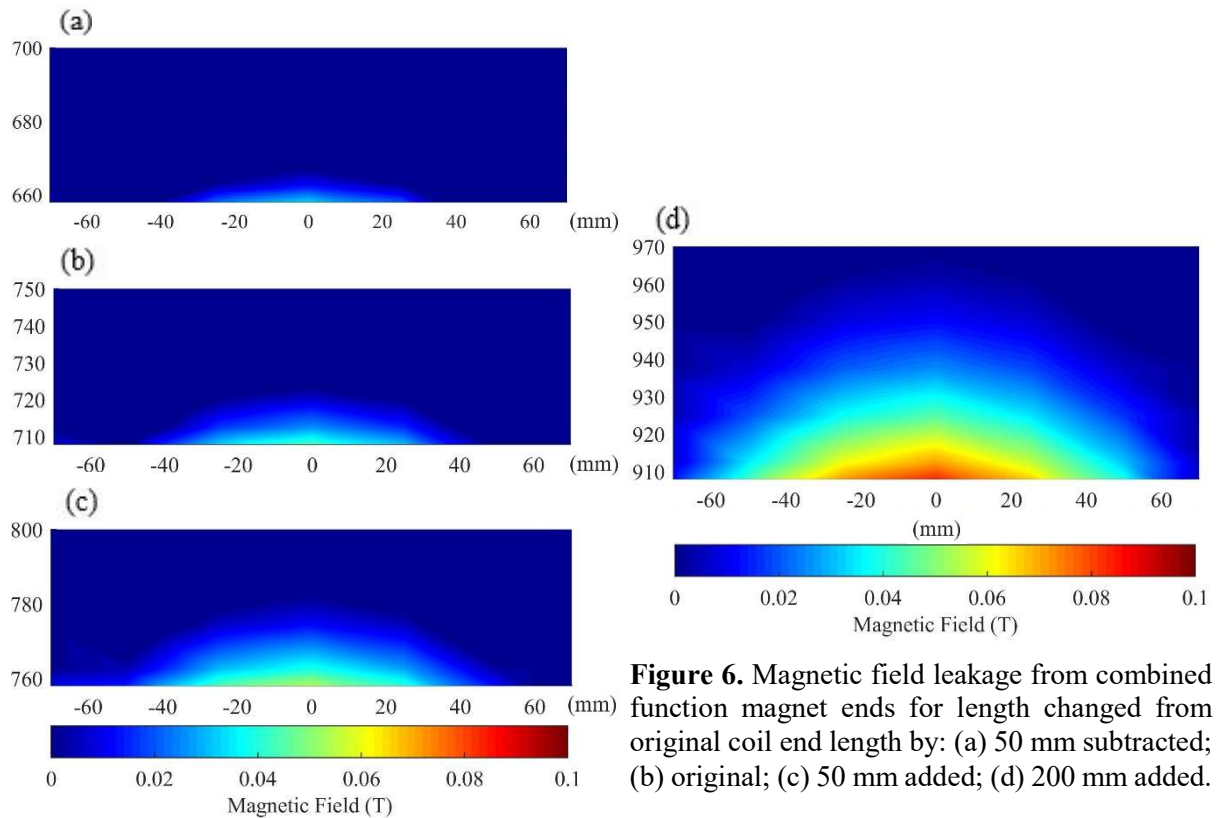 (a)
700
680
660
-60 -40 -20 0 20 40 60 (mm)
(b)
750
740
730
720
710
-60 -40 -20 0 20 40 60 (mm)
(c)
800
780
760
-60 -40 -20 0 20 40 60 (mm)
0 0.02 0.04 0.06 0.08 0.1
Magnetic Field (T)
(d)
970
960
950
940
930
920
910
-60 -40 -20 0 20 40 60
(mm)
0 0.02 0.04 0.06 0.08 0.1
Magnetic Field (T)
Figure 6. Magnetic field leakage from combined
function magnet ends for length changed from
original coil end length by: (a) 50 mm subtracted;
(b) original; (c) 50 mm added; (d) 200 mm added.